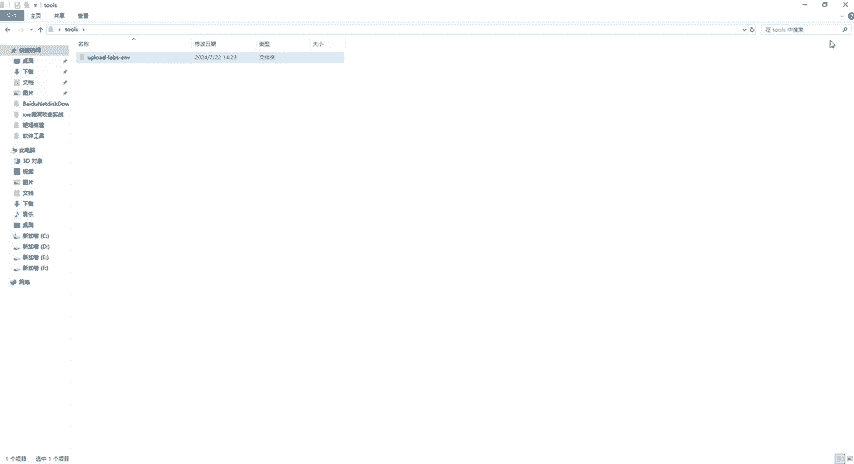 tools
主页
共享
查看
tools
在 tools 中搜索
名称
修改日期
类型
大小
upload-labs-env
2024/7/22 14:23
文件夹
快速访问
桌面
下载
文档
图片
BaiduNetdiskDow
软件工具
此电脑
3D 对象
视频
图片
文档
下载
音乐
桌面
新加卷 (C:)
新加卷 (D:)
新加卷 (E:)
新加卷 (F:)
网络
1 个项目
选中 1 个项目